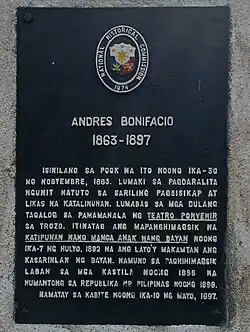 NATIONAL HISTORICAL COMMISSION
1974
ANDRES BONIFACIO
1863-1897
ISINILANG SA POOK NA ITO NOONG IKA-30
NG NOBYEMBRE, 1863. LUMAKI SA PAGDARALITA
NGUNIT NATUTO SA SARILING PAGSISIKAP AT
LIKAS NA KATALINUHAN. LUMABAS SA MGA DULANG
TAGALOG SA PAMAMAHALA NG TEATRO PORVENIR
SA TROZO. ITINATAG ANG MAPANGHIMAGSIK NA
KATIPUNAN NANG MANGA ANAK NANG BAYAN NOONG
IKA-7 NG HULYO, 1892 NA ANG LAYO'Y MAKAMTAN ANG
KASARINLAN NG BAYAN. NAMUNO SA PAGHIHIMAGSIK
LABAN SA MGA KASTILA NOONG 1896 NA
HUMANTONG SA REPUBLIKA NG PILIPINAS NOONG 1898.
NAMATAY SA KABITE NOONG IKA-10 NG MAYO, 1897.